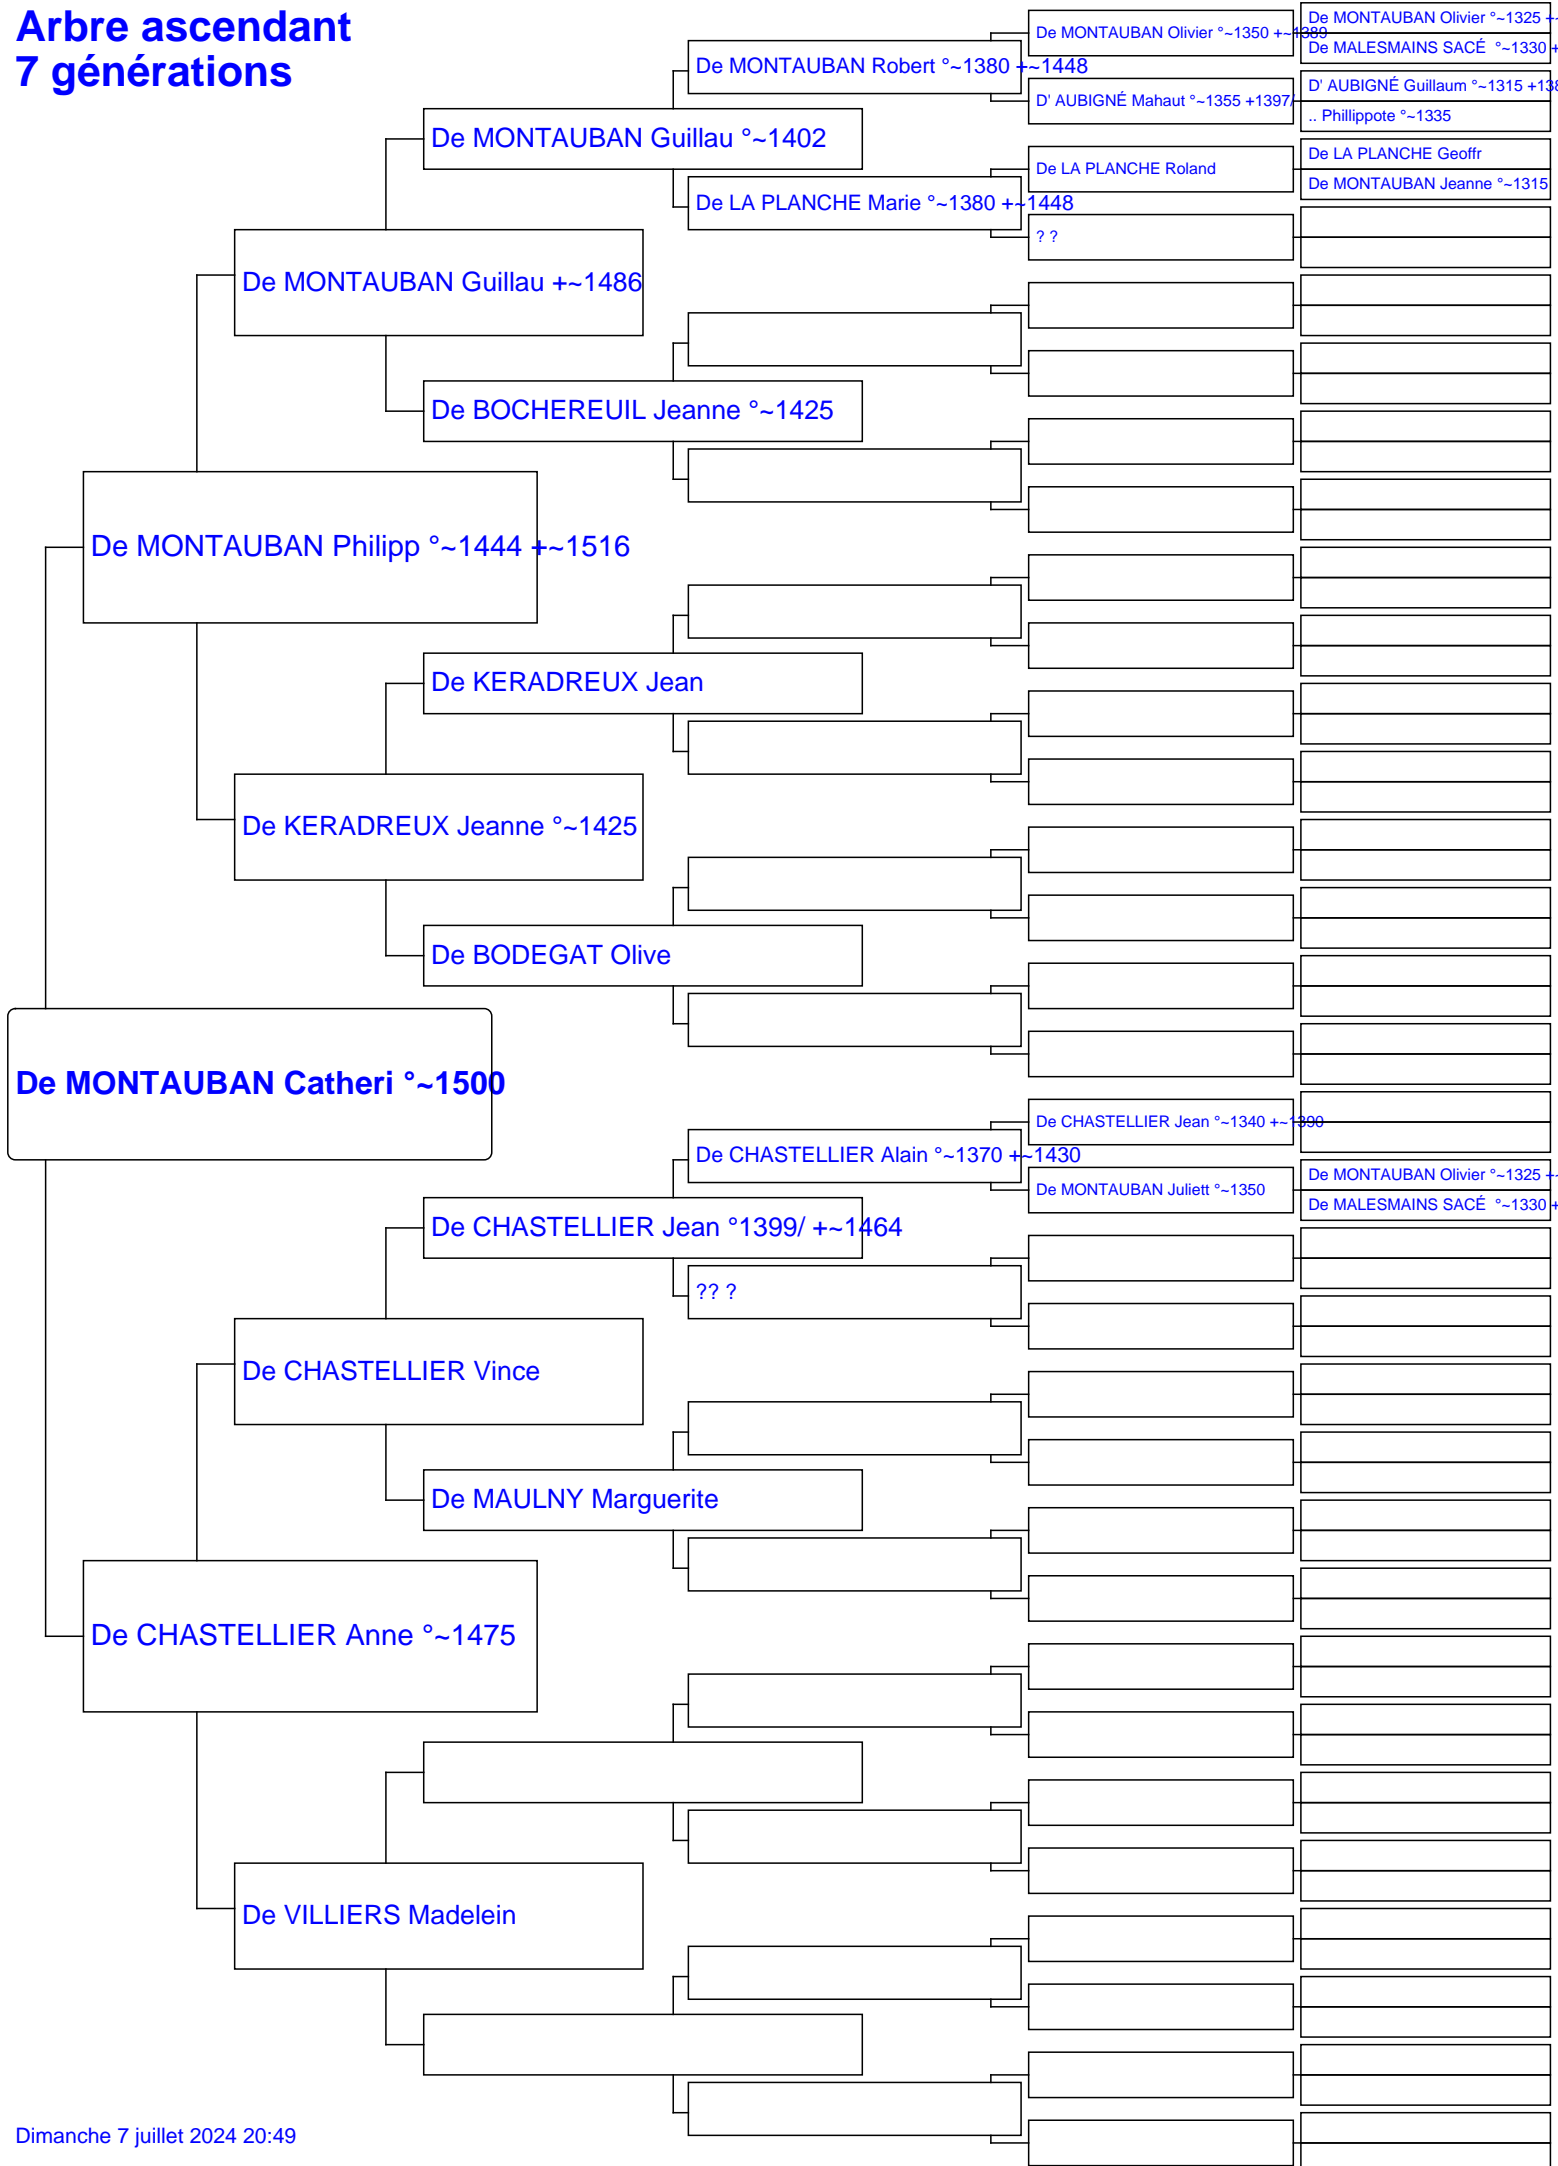 Arbre ascendant
7 générations
De MONTAUBAN Olivier °~1325 +~
De MONTAUBAN Olivier °~1350 +~1389
De MALESMAINS SACÉ °~1330 +
De MONTAUBAN Robert °~1380 +~1448
D' AUBIGNÉ Guillaum °~1315 +138
D' AUBIGNÉ Mahaut °~1355 +1397/
.. Phillippote °~1335
De MONTAUBAN Guillau °~1402
De LA PLANCHE Geoffr
De LA PLANCHE Roland
De MONTAUBAN Jeanne °~1315
De LA PLANCHE Marie °~1380 +~1448
? ?
De MONTAUBAN Guillau +~1486
De BOCHEREUIL Jeanne °~1425
De MONTAUBAN Philipp °~1444 +~1516
De KERADREUX Jean
De KERADREUX Jeanne °~1425
De BODEGAT Olive
De MONTAUBAN Catheri °~1500
De CHASTELLIER Jean °~1340 +~1390
De CHASTELLIER Alain °~1370 +~1430
De MONTAUBAN Olivier °~1325 +~
De MONTAUBAN Juliett °~1350
De MALESMAINS SACÉ °~1330 +
De CHASTELLIER Jean °1399/ +~1464
?? ?
De CHASTELLIER Vince
De MAULNY Marguerite
De CHASTELLIER Anne °~1475
De VILLIERS Madelein
Dimanche 7 juillet 2024 20:49